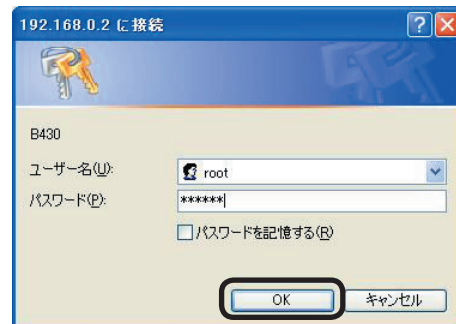 192.168.0.2 に接続
B430
ユーザー名(U):
root
パスワード(P):
******
パスワードを記憶する(R)
OK
キャンセル